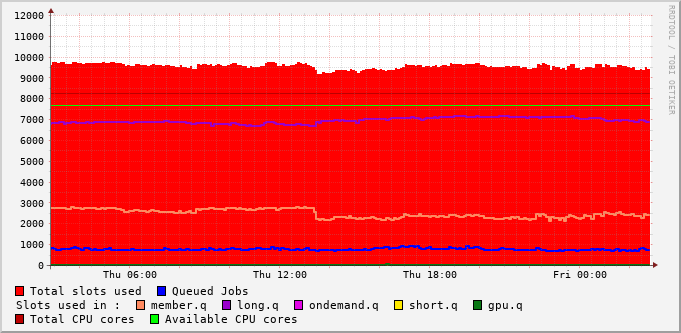 12000
11000
10000
9000
8000
7000
6000
5000
4000
3000
2000
1000
0
Thu 06:00 Thu 12:00 Thu 18:00 Fri 00:00
RRDTOOL / TOBI OETIKER
Total slots used Queued Jobs
Slots used in : member.q long.q ondemand.q short.q gpu.q
Total CPU cores Available CPU cores